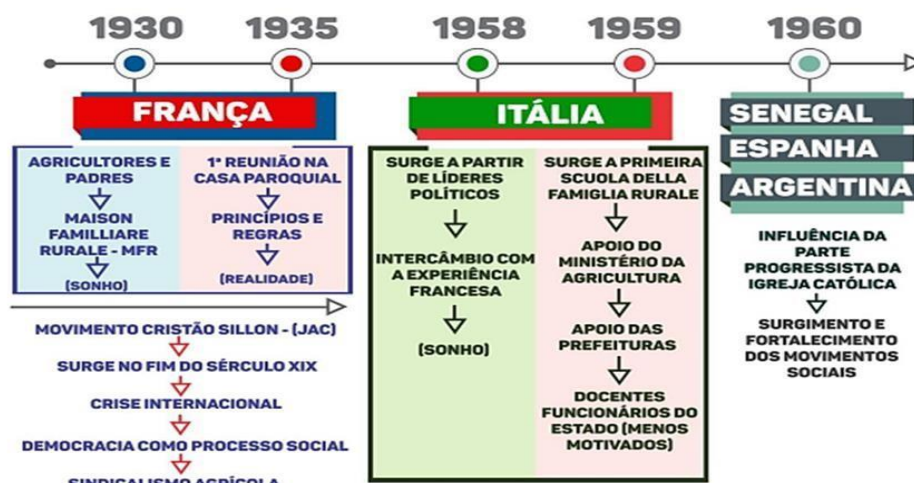 1930
1935
1958
1959
1960
FRANÇA
AGRICULTORES E
PADRES
MAISON
FAMILLIARE
RURALE - MFR
(SONHO)
1ª REUNIÃO NA
CASA PAROQUIAL
PRINCÍPIOS E
REGRAS
(REALIDADE)
MOVIMENTO CRISTÃO SILLON - (JAC)
SURGE NO FIM DO SÉRCULO XIX
CRISE INTERNACIONAL
DEMOCRACIA COMO PROCESSO SOCIAL
SINDICALISMO AGRÍCOLA
ITÁLIA
SURGE A PARTIR
DE LÍDERES
POLÍTICOS
INTERCÂMBIO COM
A EXPERIÊNCIA
FRANCESA
(SONHO)
SURGE A PRIMEIRA
SCUOLA DELLA
FAMIGLIA RURALE
APOIO DO
MINISTÉRIO DA
AGRICULTURA
APOIO DAS
PREFEITURAS
DOCENTES
FUNCIONÁRIOS DO
ESTADO (MENOS
MOTIVADOS)
SENEGAL
ESPANHA
ARGENTINA
INFLUÊNCIA DA
PARTE
PROGRESSISTA DA
IGREJA CATÓLICA
SURGIMENTO E
FORTALECIMENTO
DOS MOVIMENTOS
SOCIAIS